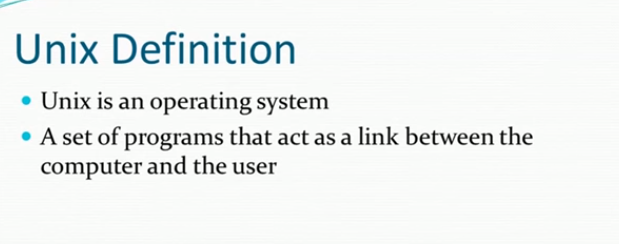 Unix Definition
Unix is an operating system
A set of programs that act as a link between the
computer and the user